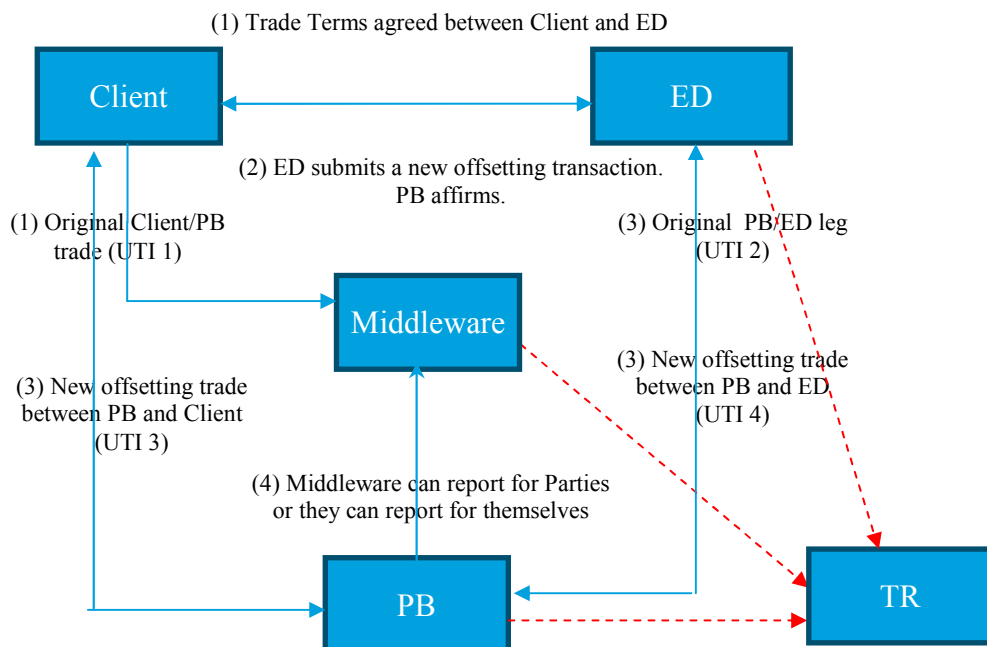 (1) Trade Terms agreed between Client and ED
Client
ED
(2) ED submits a new offsetting transaction.
PB affirms.
(1) Original Client/PB
trade (UTI 1)
(3) Original PB/ED leg
(UTI 2)
Middleware
(3) New offsetting trade
between PB and Client
(UTI 3)
(3) New offsetting trade
between PB and ED
(UTI 4)
(4) Middleware can report for Parties
or they can report for themselves
PB
TR